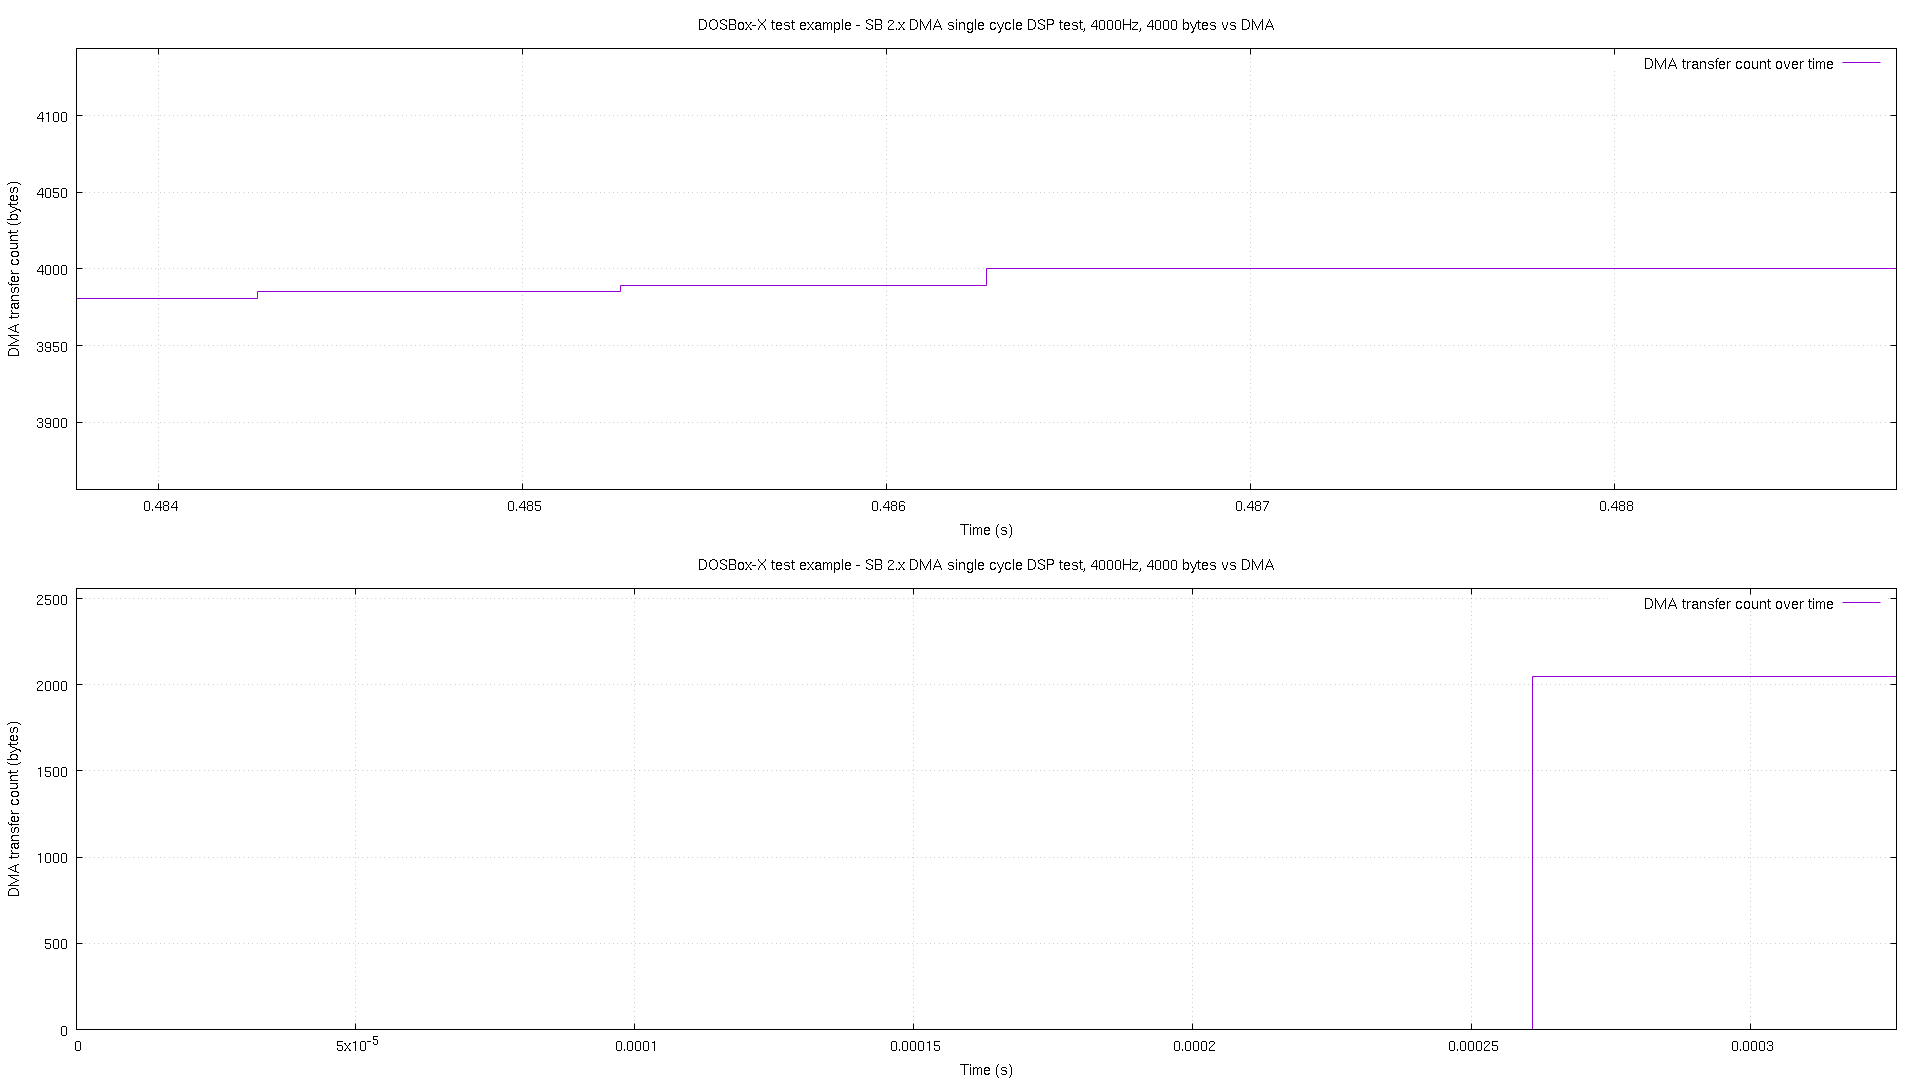 DOSBox-X test example - SB 2.x DMA single cycle DSP test, 4000Hz, 4000 bytes vs DMA
DMA transfer count over time
DMA transfer count (bytes)
4100
4050
4000
3950
3900
0.484 0.485 0.486 0.487 0.488
Time (s)
DOSBox-X test example - SB 2.x DMA single cycle DSP test, 4000Hz, 4000 bytes vs DMA
DMA transfer count over time
DMA transfer count (bytes)
2500
2000
1500
1000
500
0
0 5x10-5 0.0001 0.00015 0.0002 0.00025 0.0003
Time (s)